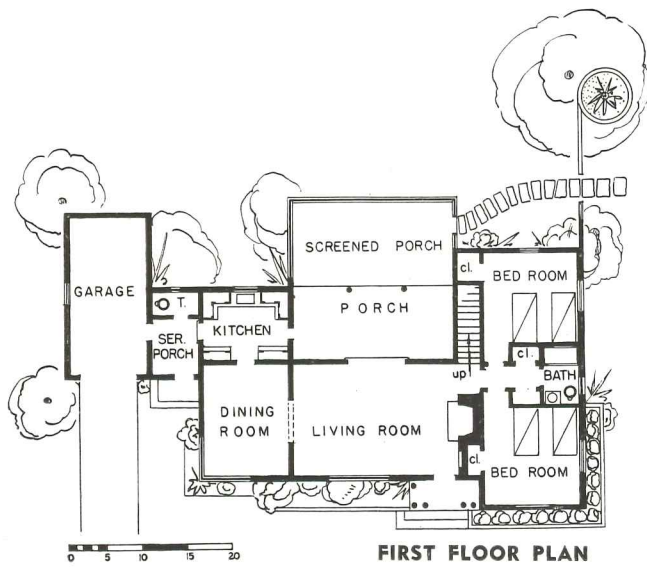 SCREENED PORCH
cl.
BED ROOM
GARAGE
T.
PORCH
KITCHEN
SER.
PORCH
cl.
up
BATH
DINING
ROOM
LIVING ROOM
cl.
BED ROOM
0 5 10 15 20
FIRST FLOOR PLAN